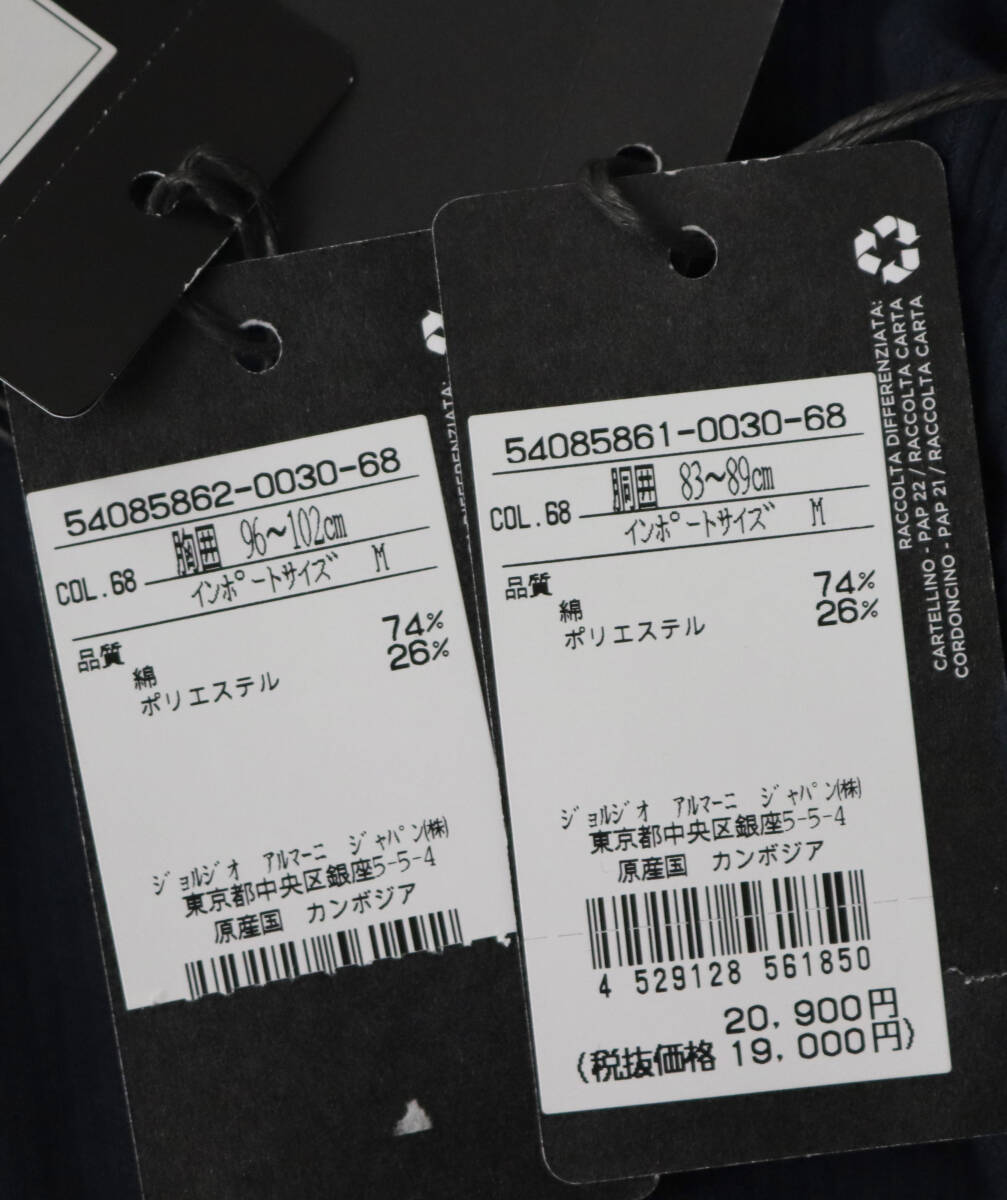 54085862-0030-68
胸囲 96~102cm
COL.68
インポートサイズ M
品質
綿 74%
ポリエステル 26%
ジョルジオ アルマーニ ジャパン(株)
東京都中央区銀座5-5-4
原産国 カンボジア
54085861-0030-68
胴囲 83~89cm
COL.68
インポートサイズ M
品質
綿 74%
ポリエステル 26%
ジョルジオ アルマーニ ジャパン(株)
東京都中央区銀座5-5-4
原産国 カンボジア
4 529128 561850
20,900円
(税抜価格 19,000円)
RACCOLTA DIFFERENZIATA:
CARTELLINO - PAP 22 / RACCOLTA CARTA
CORDONCINO - PAP 21 / RACCOLTA CARTA